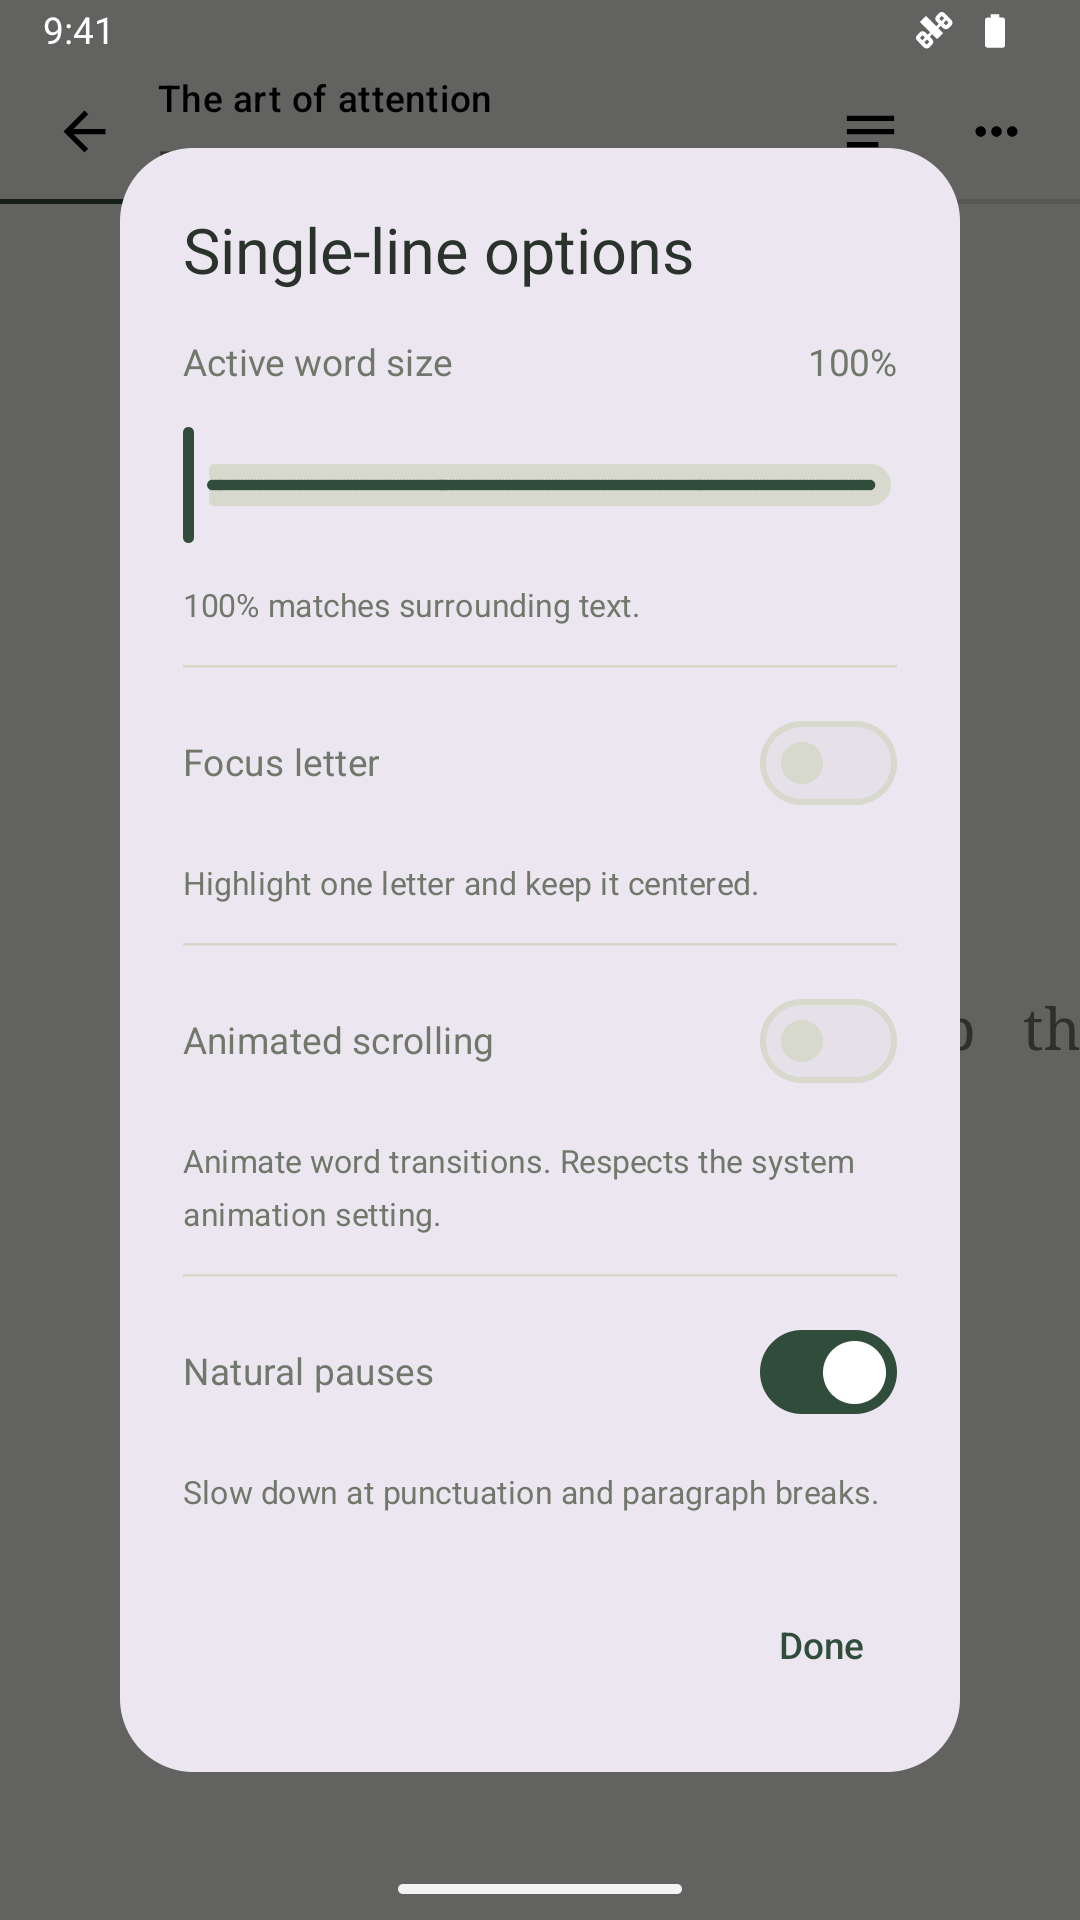 9:41
The art of attention
Single-line options
Active word size 100%
100% matches surrounding text.
Focus letter
Highlight one letter and keep it centered.
th
Animated scrolling
Animate word transitions. Respects the system
animation setting.
Natural pauses
Slow down at punctuation and paragraph breaks.
Done